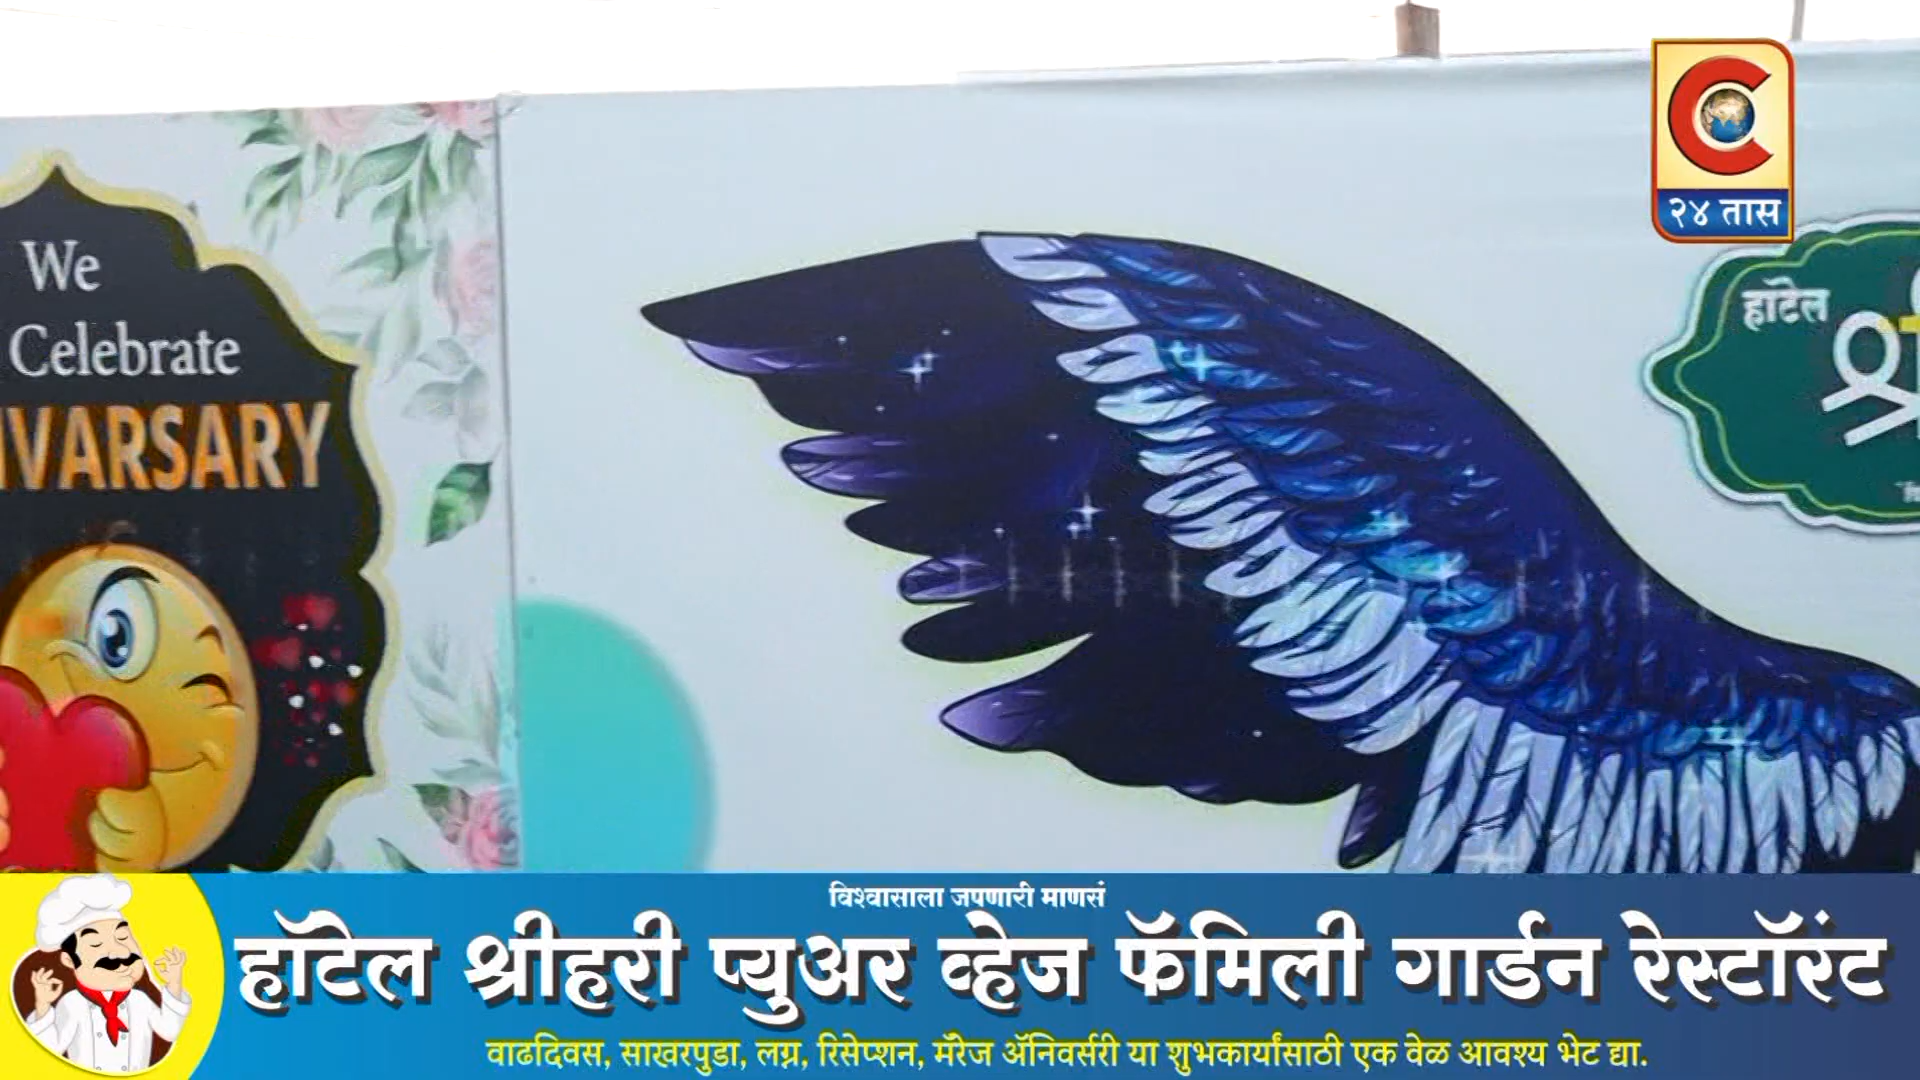 We
Celebrate
IVARSARY
२४ तास
हॉटेल
श्री
विश्वासाला जपणारी माणसं
हॉटेल श्रीहरी प्युअर व्हेज फॅमिली गार्डन रेस्टॉरंट
वाढदिवस, साखरपुडा, लग्न, रिसेप्शन, मॅरेज ॲनिवर्सरी या शुभकार्यांसाठी एक वेळ आवश्य भेट द्या.